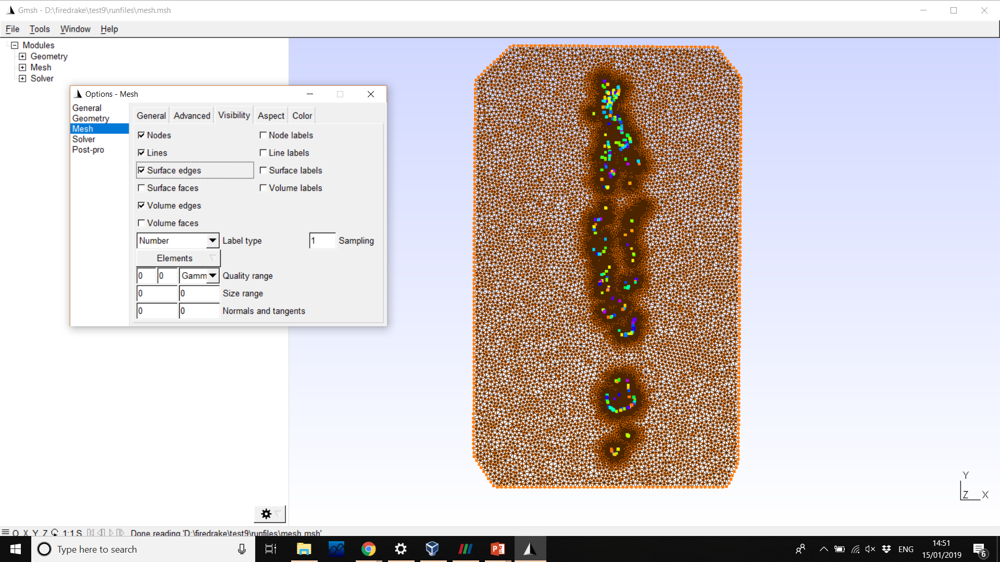 Gmsh - D:\firedrake\test9\runfiles\mesh.msh
File Tools Window Help
Modules
Geometry
Mesh
Solver
Options - Mesh
General
Geometry
Mesh
Solver
Post-pro
General Advanced Visibility Aspect Color
Nodes Node labels
Lines Line labels
Surface edges Surface labels
Surface faces Volume labels
Volume edges
Volume faces
Number Label type 1 Sampling
Elements
0 0 Gamm Quality range
0 0 Size range
0 0 Normals and tangents
Y
Z X
O X Y Z 1:1 S Done reading 'D:\firedrake\test9\runfiles\mesh.msh'
Type here to search
ENG
14:51
15/01/2019
6